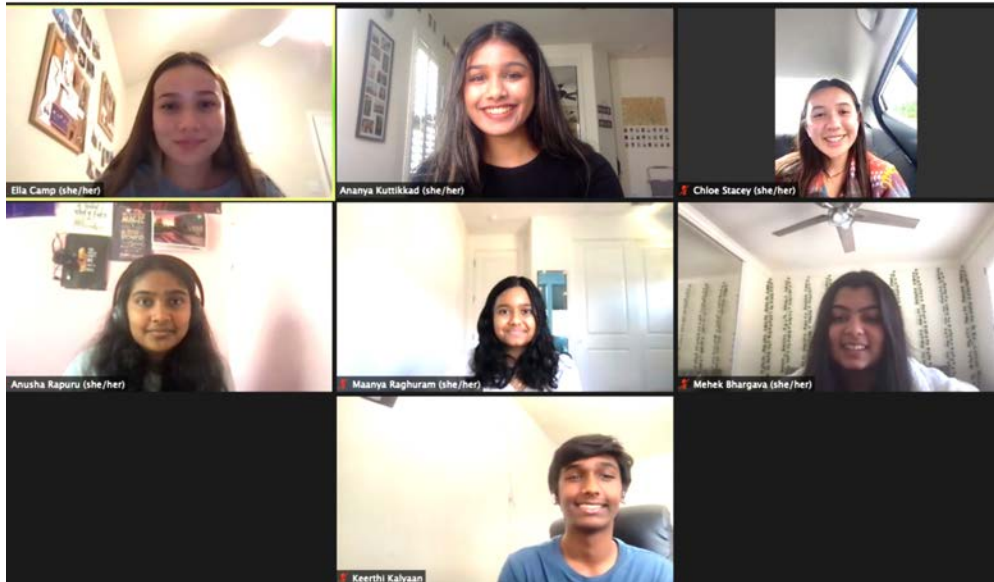 Ella Camp (she/her)
Ananya Kuttikkad (she/her)
Chloe Stacey (she/her)
Anusha Rapuru (she/her)
Maanya Raghuram (she/her)
Mehek Bhargava (she/her)
Keerthi Kalyaan